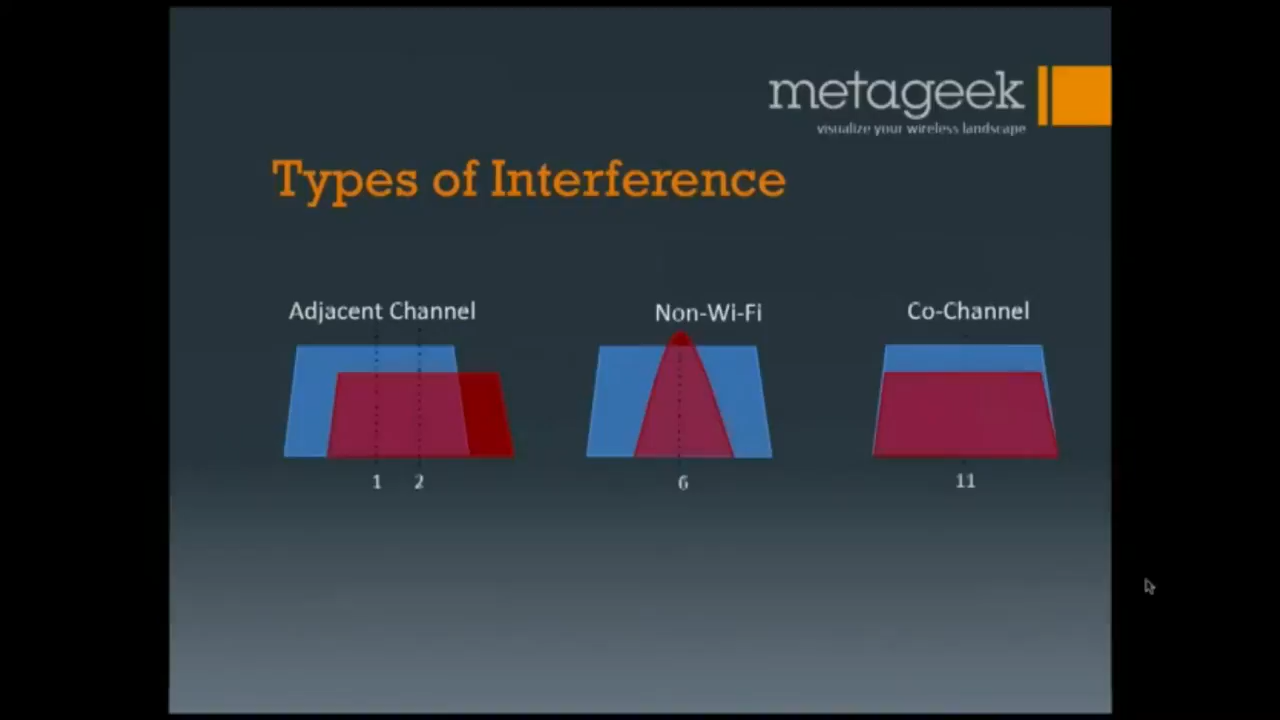 metageek
visualize your wireless landscape
Types of Interference
Adjacent Channel
Non-Wi-Fi
Co-Channel
1 2
6
11